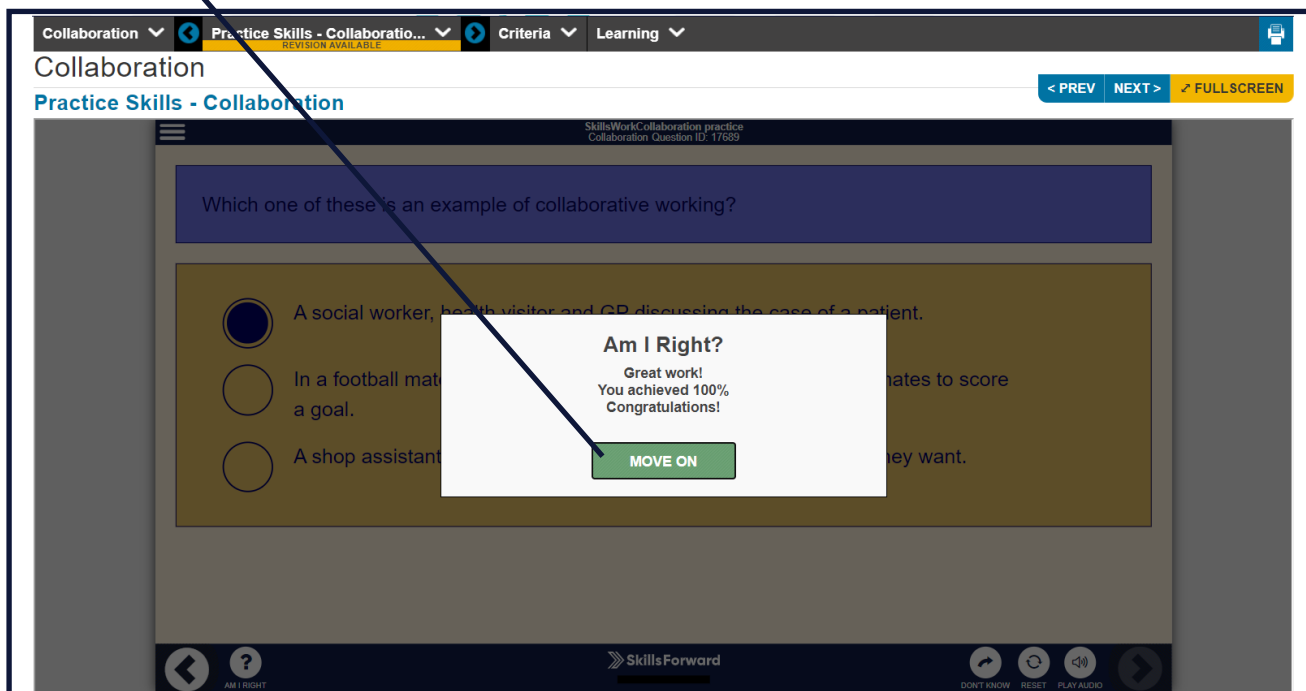 Collaboration
Practice Skills - Collaboratio...
REVISION AVAILABLE
Criteria
Learning
Collaboration
< PREV NEXT > FULLSCREEN
Practice Skills - Collaboration
SkillsWorkCollaboration practice
Collaboration Question ID: 17689
Which one of these is an example of collaborative working?
A social worker, health visitor and GP discussing the case of a patient.
In a football
to score
a goal.
A shop assistant
want.
Am I Right?
Great work!
You achieved 100%
Congratulations!
MOVE ON
?
AM I RIGHT
SkillsForward
DON'T KNOW
RESET
PLAY AUDIO